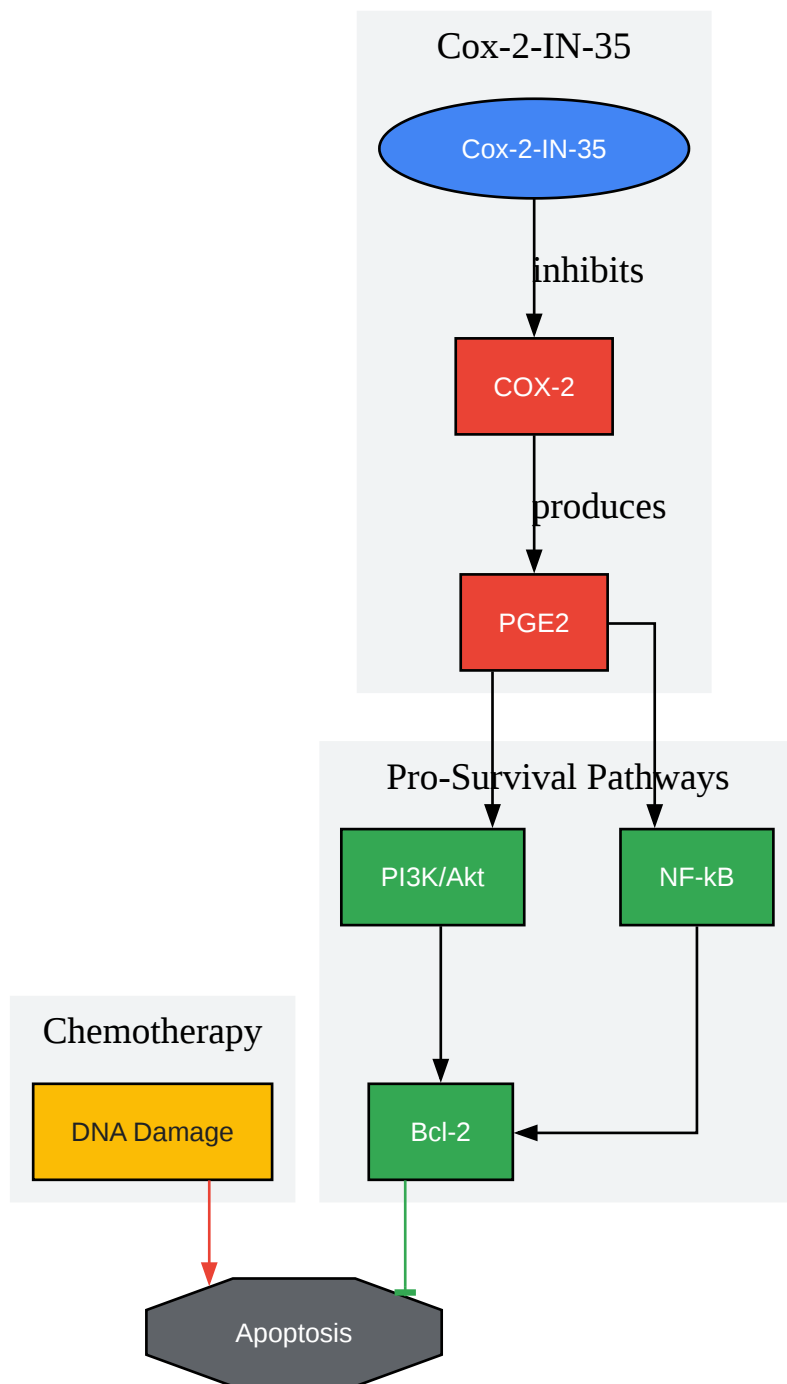 Cox-2-IN-35
Cox-2-IN-35
inhibits
COX-2
produces
PGE2
Pro-Survival Pathways
PI3K/Akt
NF-kB
Chemotherapy
DNA Damage
Bcl-2
Apoptosis